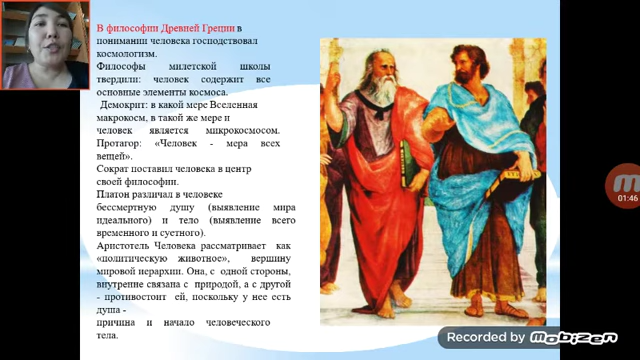 В философии Древней Греции в
понимании человека господствовал
космологизм.
Философы милетской школы
твердили: человек содержит все
основные элементы космоса.
Демокрит: в какой мере Вселенная
макрокосм, в такой же мере и
человек является микрокосмосом.
Протагор: «Человек - мера всех
вещей».
Сократ поставил человека в центр
своей философии.
Платон различал в человеке
бессмертную душу (выявление мира
идеального) и тело (выявление всего
временного и суетного).
Аристотель Человека рассматривает как
«политическую животное», вершину
мировой иерархии. Она, с одной стороны,
внутренне связана с природой, а с другой
- противостоит ей, поскольку у нее есть
душа -
причина и начало человеческого
тела.
01:46
Recorded by MOBIZEN